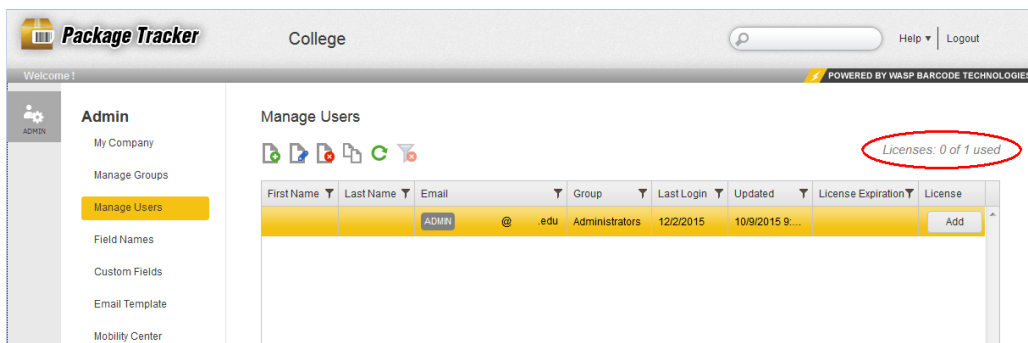 Package Tracker College Help ▾ Logout
Welcome !
POWERED BY WASP BARCODE TECHNOLOGIES
ADMIN
Admin
My Company
Manage Groups
Manage Users
Field Names
Custom Fields
Email Template
Mobility Center
Manage Users
Licenses: 0 of 1 used
First Name Last Name Email Group Last Login Updated License Expiration License
ADMIN @ .edu Administrators 12/2/2015 10/9/2015 9:... Add